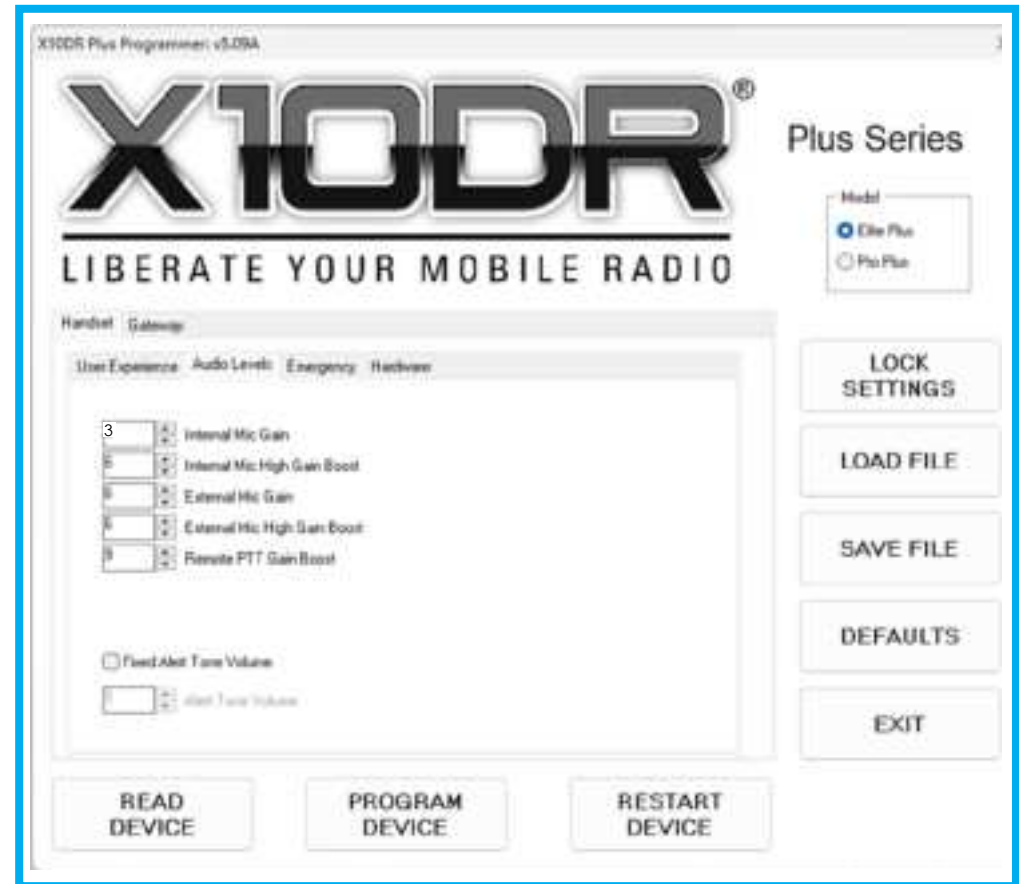 X10DR Plus Programmer: v5.09A
X10DR®
Plus Series
LIBERATE YOUR MOBILE RADIO
Model
Elite Plus
Pro Plus
Handset Gateway
User Experience Audio Levels Emergency Hardware
3 Internal Mic Gain
6 Internal Mic High Gain Boost
External Mic Gain
6 External Mic High Gain Boost
9 Remote PTT Gain Boost
Fixed Alert Tone Volume
Alert Tone Volume
LOCK
SETTINGS
LOAD FILE
SAVE FILE
DEFAULTS
EXIT
READ
DEVICE
PROGRAM
DEVICE
RESTART
DEVICE